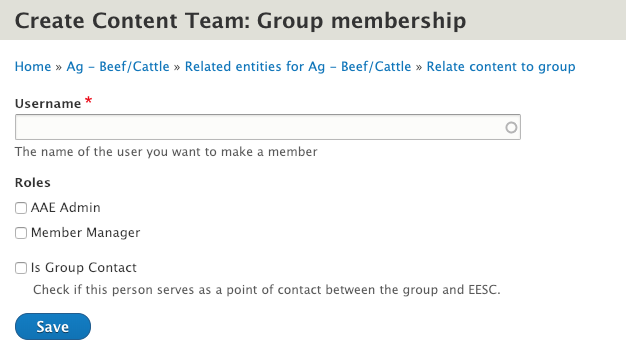 Create Content Team: Group membership
Home » Ag – Beef/Cattle » Related entities for Ag – Beef/Cattle » Relate content to group
Username *
The name of the user you want to make a member
Roles
AAE Admin
Member Manager
Is Group Contact
Check if this person serves as a point of contact between the group and EESC.
Save